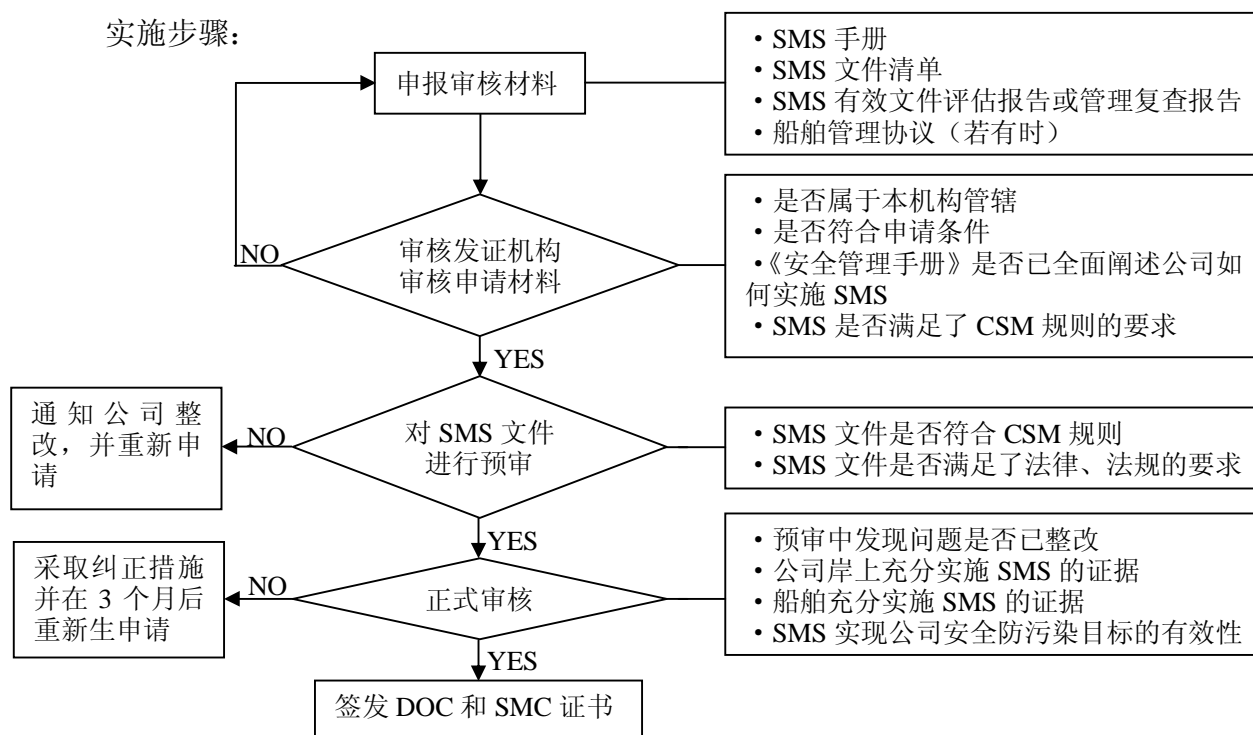 实施步骤：
申报审核材料
·SMS 手册
·SMS 文件清单
·SMS 有效文件评估报告或管理复查报告
·船舶管理协议（若有时）
NO
审核发证机构
审核申请材料
·是否属于本机构管辖
·是否符合申请条件
·《安全管理手册》是否已全面阐述公司如
何实施 SMS
·SMS 是否满足了 CSM 规则的要求
YES
通知公司整
改，并重新申
请
NO
对 SMS 文件
进行预审
·SMS 文件是否符合 CSM 规则
·SMS 文件是否满足了法律、法规的要求
YES
采取纠正措施
并在 3 个月后
重新生申请
NO
正式审核
·预审中发现问题是否已整改
·公司岸上充分实施 SMS 的证据
·船舶充分实施 SMS 的证据
·SMS 实现公司安全防污染目标的有效性
YES
签发 DOC 和 SMC 证书